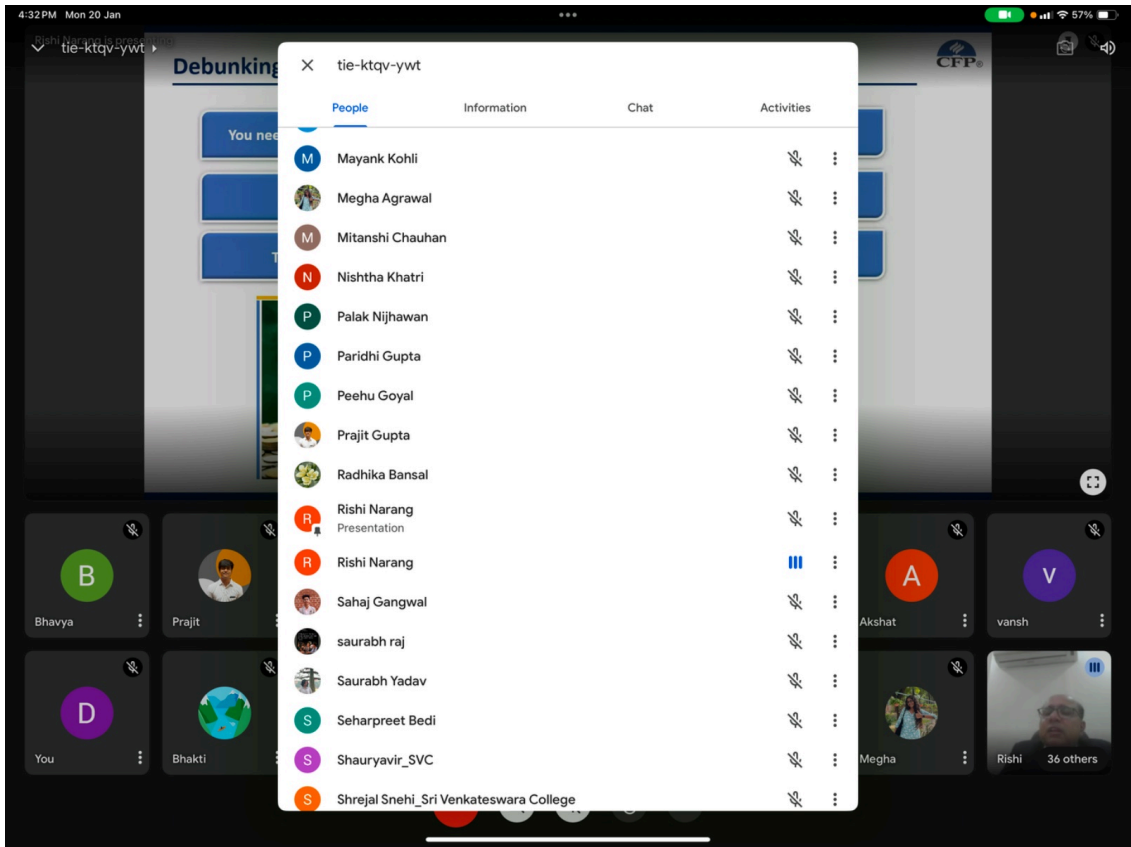 4:32 PM Mon 20 Jan
57%
Rishi Narang is presenting
tie-ktqv-ywt
Debunking
CFP®
You nee
T
tie-ktqv-ywt
People Information Chat Activities
M Mayank Kohli
Megha Agrawal
M Mitanshi Chauhan
N Nishtha Khatri
P Palak Nijhawan
P Paridhi Gupta
P Peehu Goyal
Prajit Gupta
Radhika Bansal
R Rishi Narang
Presentation
R Rishi Narang
Sahaj Gangwal
saurabh raj
Saurabh Yadav
S Seharpreet Bedi
S Shauryavir_SVC
S Shrejal Snehi_Sri Venkateswara College
B
Bhavya
Prajit
A
Akshat
v
vansh
D
You
Bhakti
Megha
Rishi 36 others